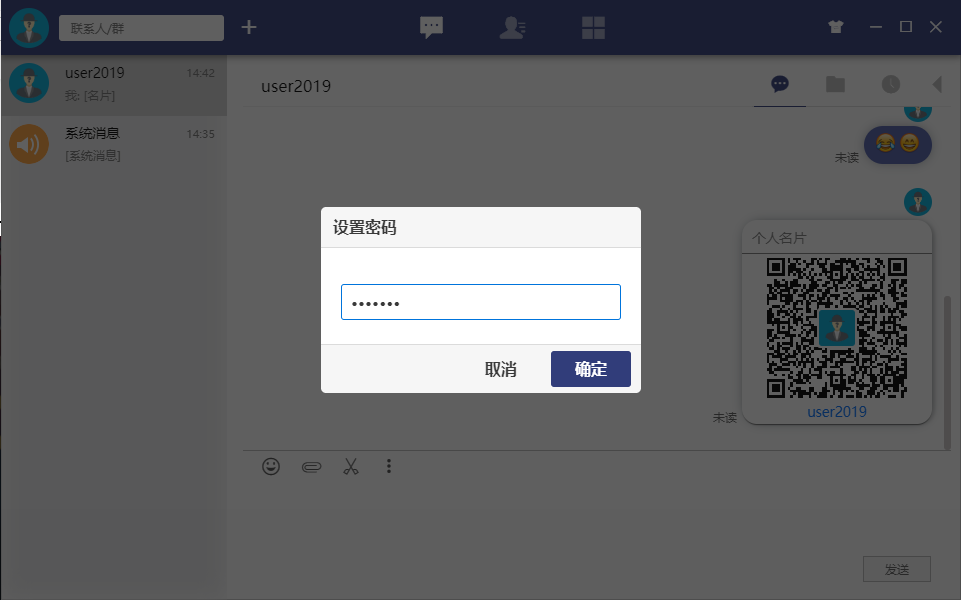 联系人/群
user2019
14:42
我: [名片]
系统消息
14:35
[系统消息]
user2019
未读
个人名片
user2019
未读
设置密码
•••••••
取消
确定
发送